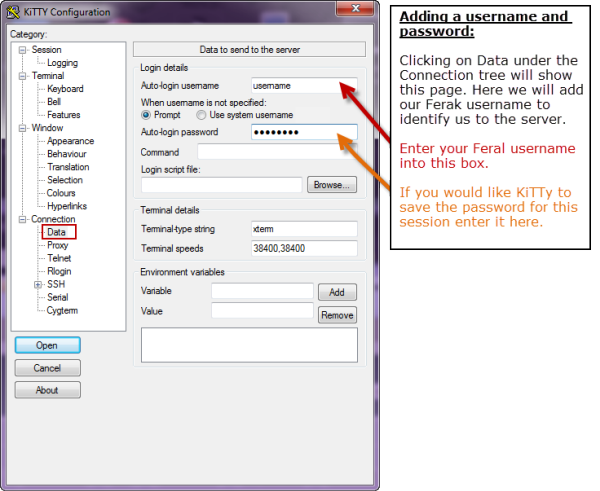 KiTTY Configuration
Category:
Session
Logging
Terminal
Keyboard
Bell
Features
Window
Appearance
Behaviour
Translation
Selection
Colours
Hyperlinks
Connection
Data
Proxy
Telnet
Rlogin
SSH
Serial
Cygterm
Open
Cancel
About
Data to send to the server
Login details
Auto-login username username
When username is not specified:
Prompt Use system username
Auto-login password ●●●●●●●●
Command
Login script file:
Browse...
Terminal details
Terminal-type string xterm
Terminal speeds 38400,38400
Environment variables
Variable Add
Value Remove
Adding a username and
password:
Clicking on Data under the
Connection tree will show
this page. Here we will add
our Ferak username to
identify us to the server.
Enter your Feral username
into this box.
If you would like KiTTy to
save the password for this
session enter it here.